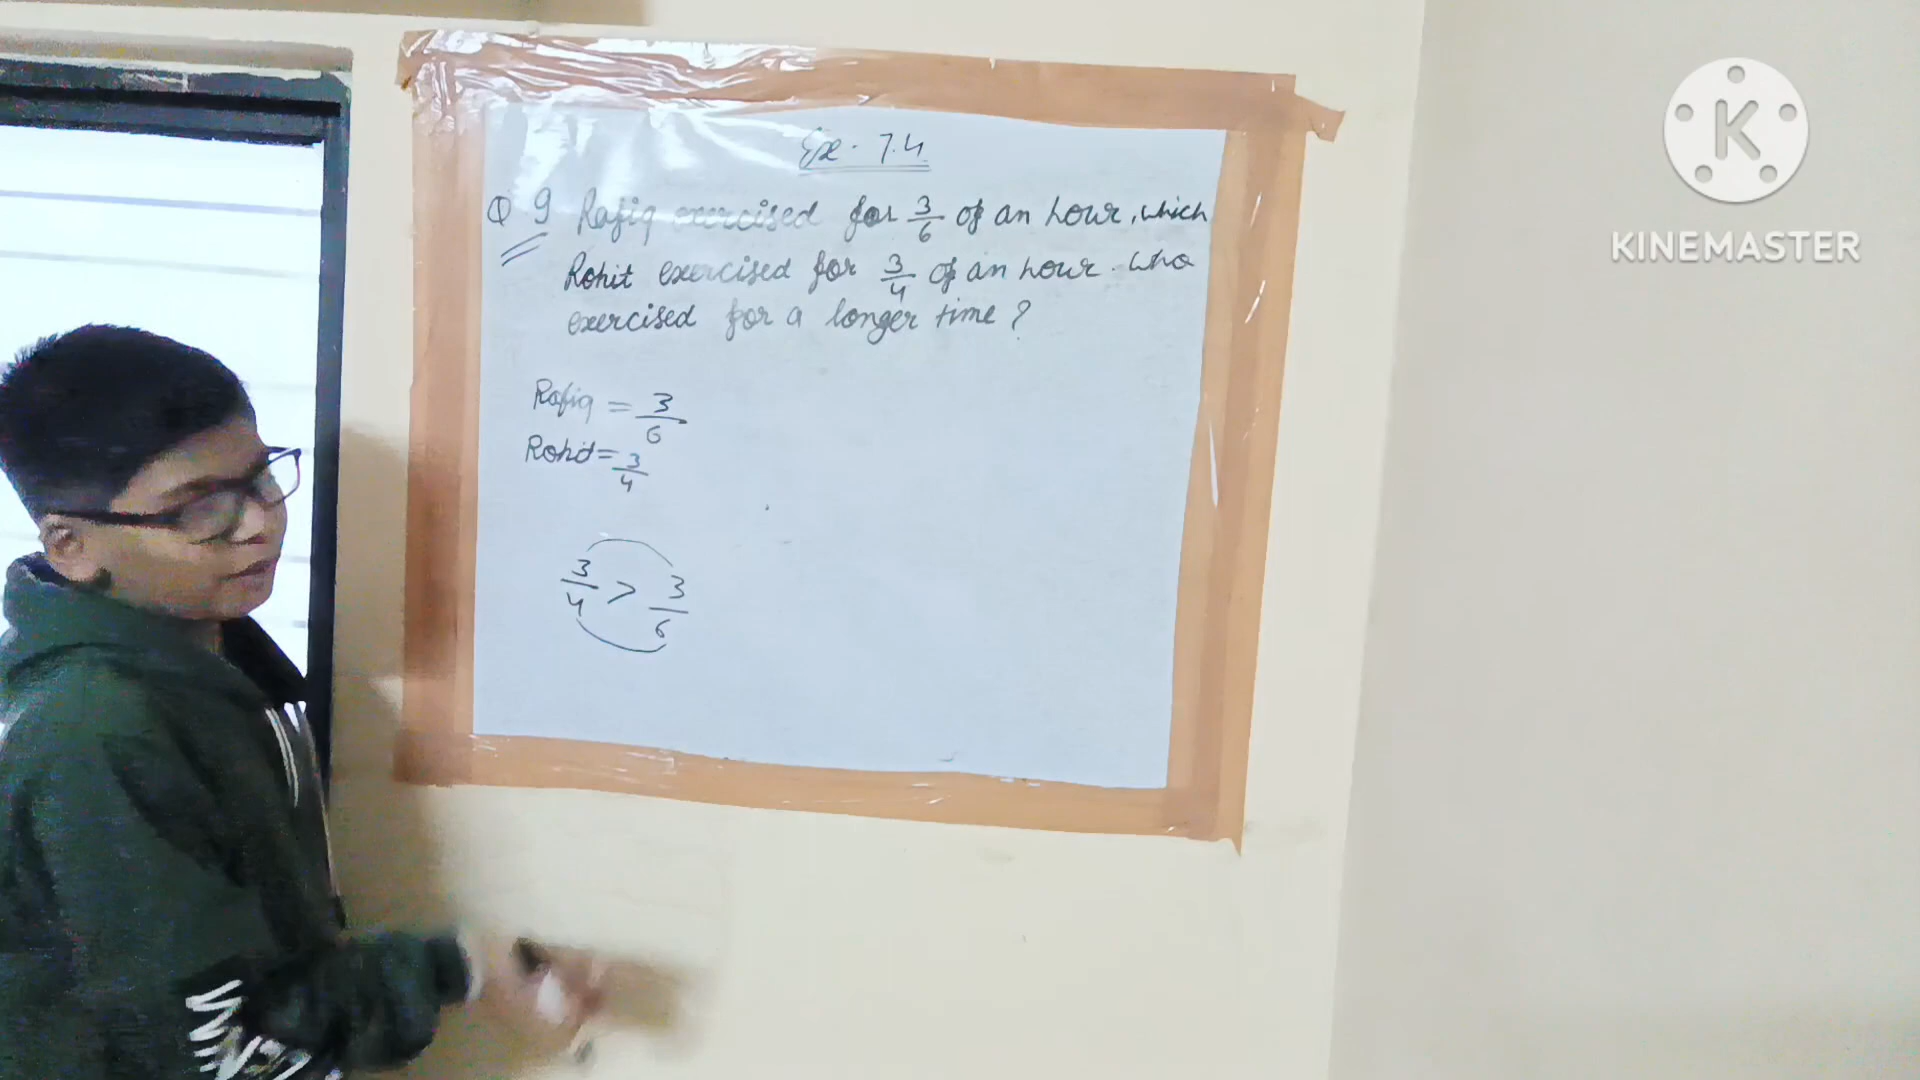 Ex. 7.4
Q 9 Rafiq exercised for 3/6 of an hour, which
Rohit exercised for 3/4 of an hour. Who
exercised for a longer time?
Rafiq = 3/6
Rohit = 3/4
3/4 > 3/6
K
KINEMASTER